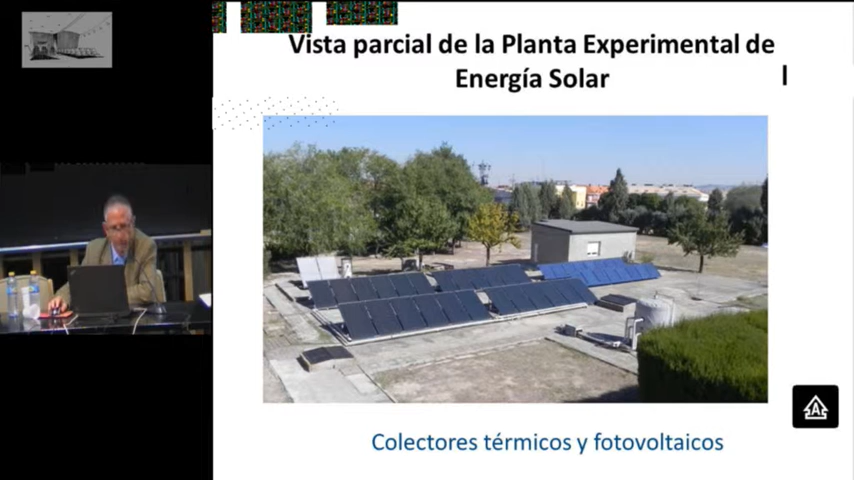 Vista parcial de la Planta Experimental de
Energía Solar
Colectores térmicos y fotovoltaicos
A